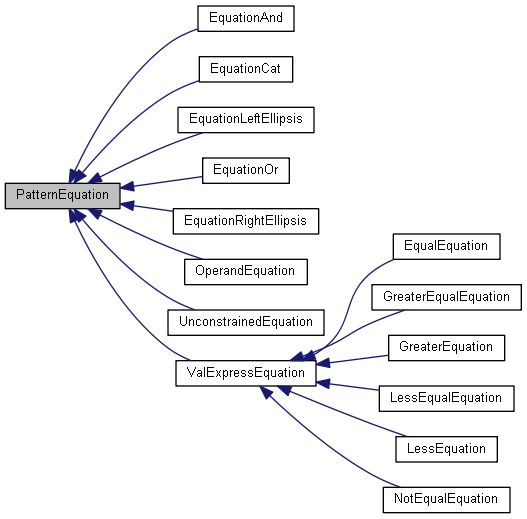 EquationAnd
EquationCat
EquationLeftEllipsis
EquationOr
PatternEquation
EquationRightEllipsis
EqualEquation
OperandEquation
GreaterEqualEquation
UnconstrainedEquation
GreaterEquation
ValExpressEquation
LessEqualEquation
LessEquation
NotEqualEquation